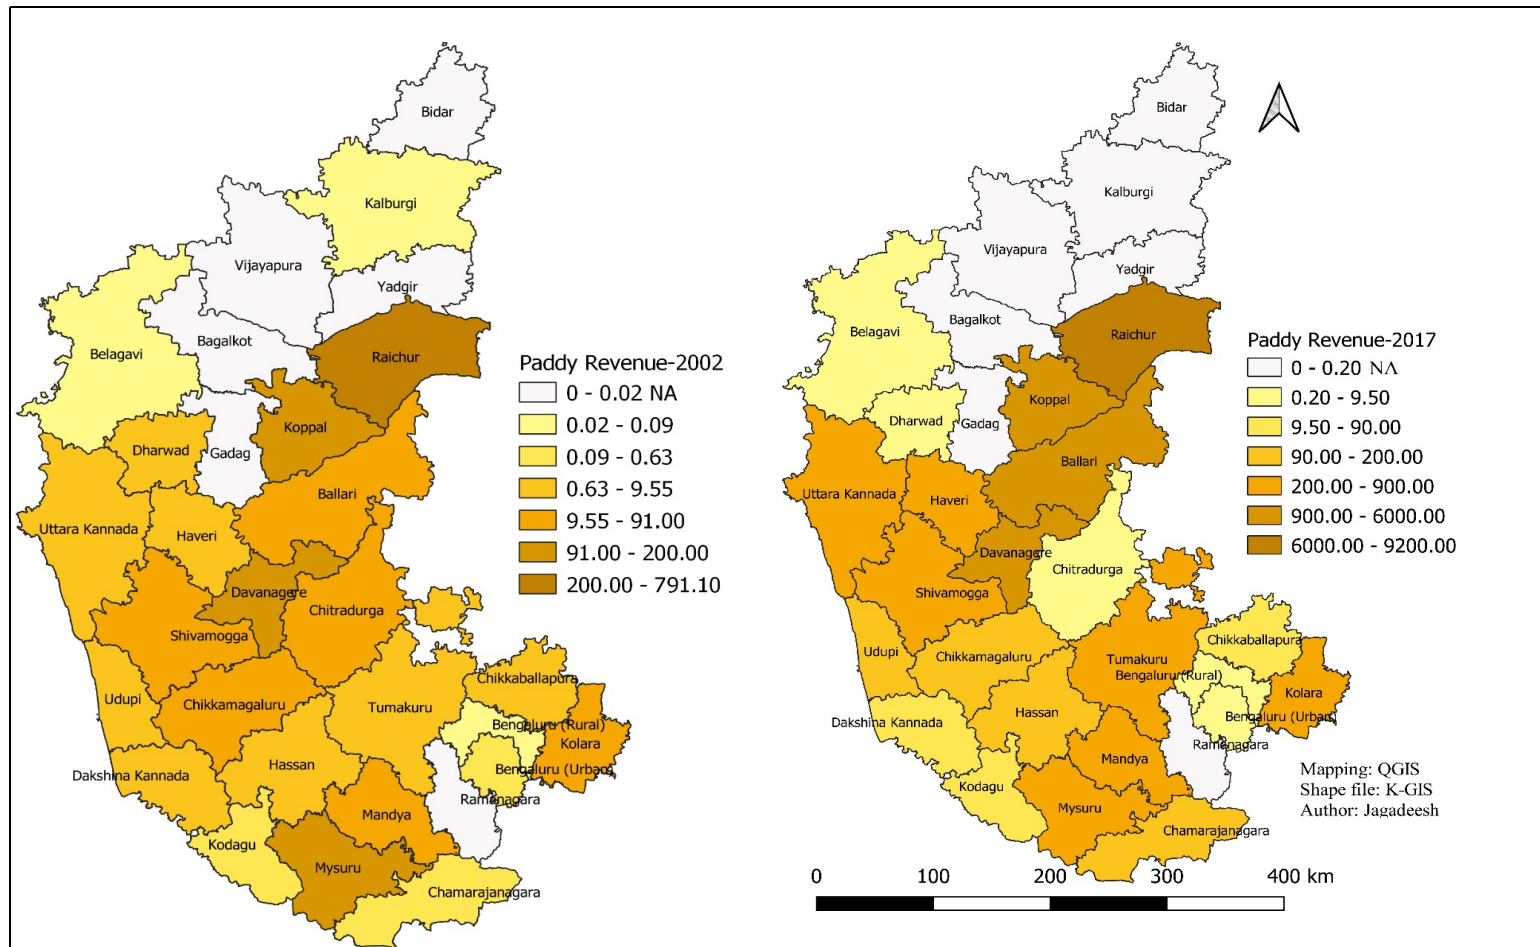 Bidar
Kalburgi
Vijayapura
Yadgir
Bagalkot
Belagavi
Raichur
Koppal
Dharwad
Gadag
Ballari
Uttara Kannada
Haveri
Davanagere
Chitradurga
Shivamogga
Chikkaballapura
Udupi
Chikkamagaluru
Tumakuru
Bengaluru (Rural)
Kolara
Hassan
Bengaluru (Urban)
Dakshina Kannada
Ramanagara
Mandya
Kodagu
Mysuru
Chamarajanagara
Paddy Revenue-2002
0 - 0.02 NA
0.02 - 0.09
0.09 - 0.63
0.63 - 9.55
9.55 - 91.00
91.00 - 200.00
200.00 - 791.10
Bidar
Kalburgi
Vijayapura
Yadgir
Bagalkot
Belagavi
Raichur
Koppal
Dharwad
Gadag
Ballari
Uttara Kannada
Haveri
Davanagere
Chitradurga
Shivamogga
Chikkaballapura
Udupi
Chikkamagaluru
Tumakuru
Bengaluru (Rural)
Kolara
Hassan
Bengaluru (Urban)
Dakshina Kannada
Ramanagara
Mandya
Kodagu
Mysuru
Chamarajanagara
Paddy Revenue-2017
0 - 0.20 NA
0.20 - 9.50
9.50 - 90.00
90.00 - 200.00
200.00 - 900.00
900.00 - 6000.00
6000.00 - 9200.00
Mapping: QGIS
Shape file: K-GIS
Author: Jagadeesh
0 100 200 300 400 km